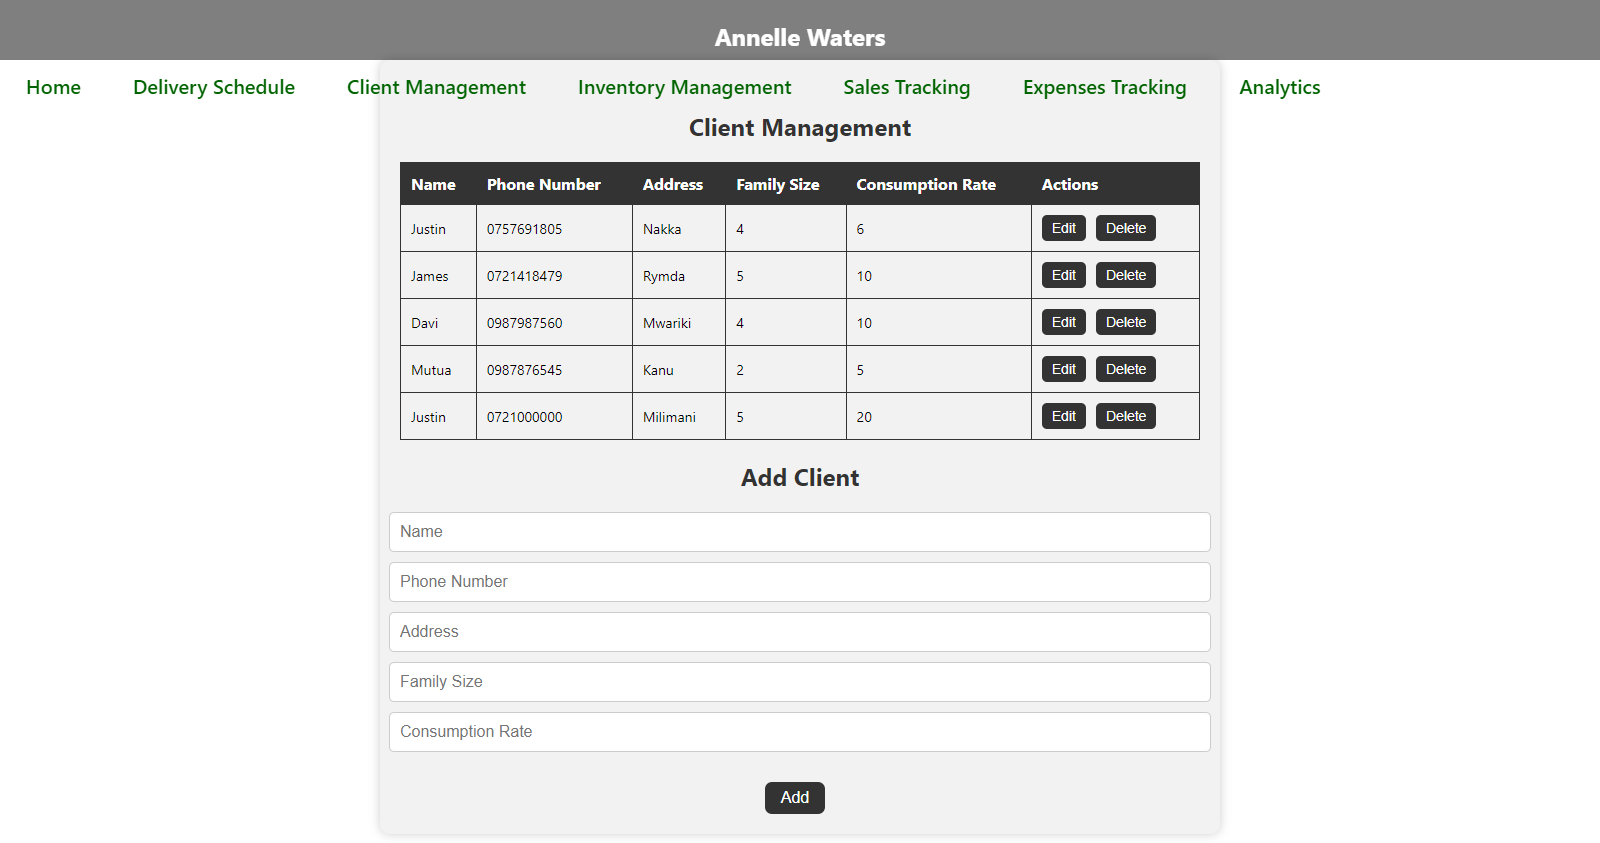 Annelle Waters
Home Delivery Schedule Client Management Inventory Management Sales Tracking Expenses Tracking Analytics
Client Management
Name Phone Number Address Family Size Consumption Rate Actions
Justin 0757691805 Nakka 4 6 Edit Delete
James 0721418479 Rymda 5 10 Edit Delete
Davi 0987987560 Mwariki 4 10 Edit Delete
Mutua 0987876545 Kanu 2 5 Edit Delete
Justin 0721000000 Milimani 5 20 Edit Delete
Add Client
Name
Phone Number
Address
Family Size
Consumption Rate
Add